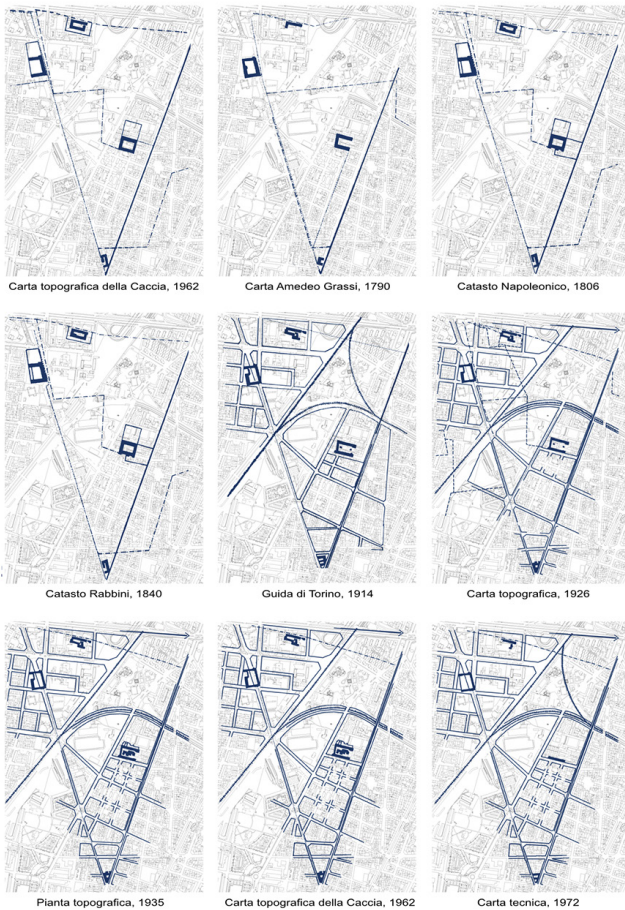 Carta topografica della Caccia, 1962
Carta Amedeo Grassi, 1790
Catasto Napoleonico, 1806
Catasto Rabbini, 1840
Guida di Torino, 1914
Carta topografica, 1926
Pianta topografica, 1935
Carta topografica della Caccia, 1962
Carta tecnica, 1972